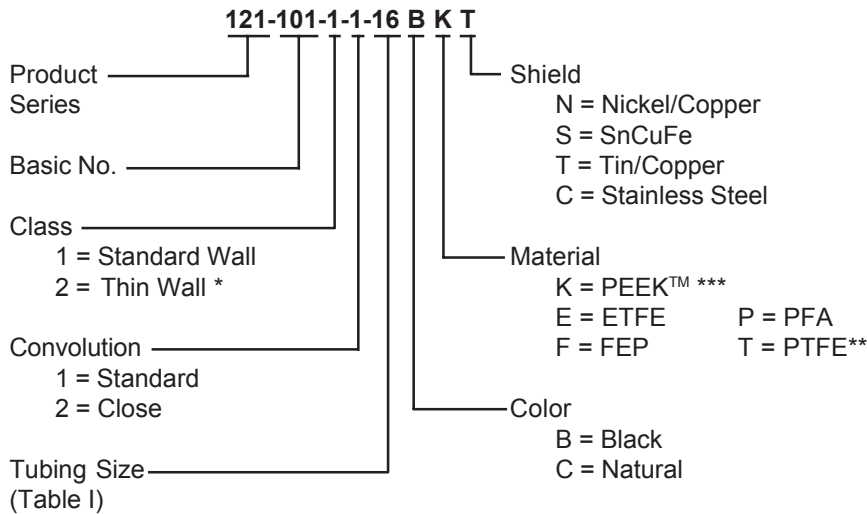 121-101-1-1-16 B K T
Product
Series
Basic No.
Class
1 = Standard Wall
2 = Thin Wall *
Convolution
1 = Standard
2 = Close
Tubing Size
(Table I)
Shield
N = Nickel/Copper
S = SnCuFe
T = Tin/Copper
C = Stainless Steel
Material
K = PEEK™ ***
E = ETFE P = PFA
F = FEP T = PTFE**
Color
B = Black
C = Natural